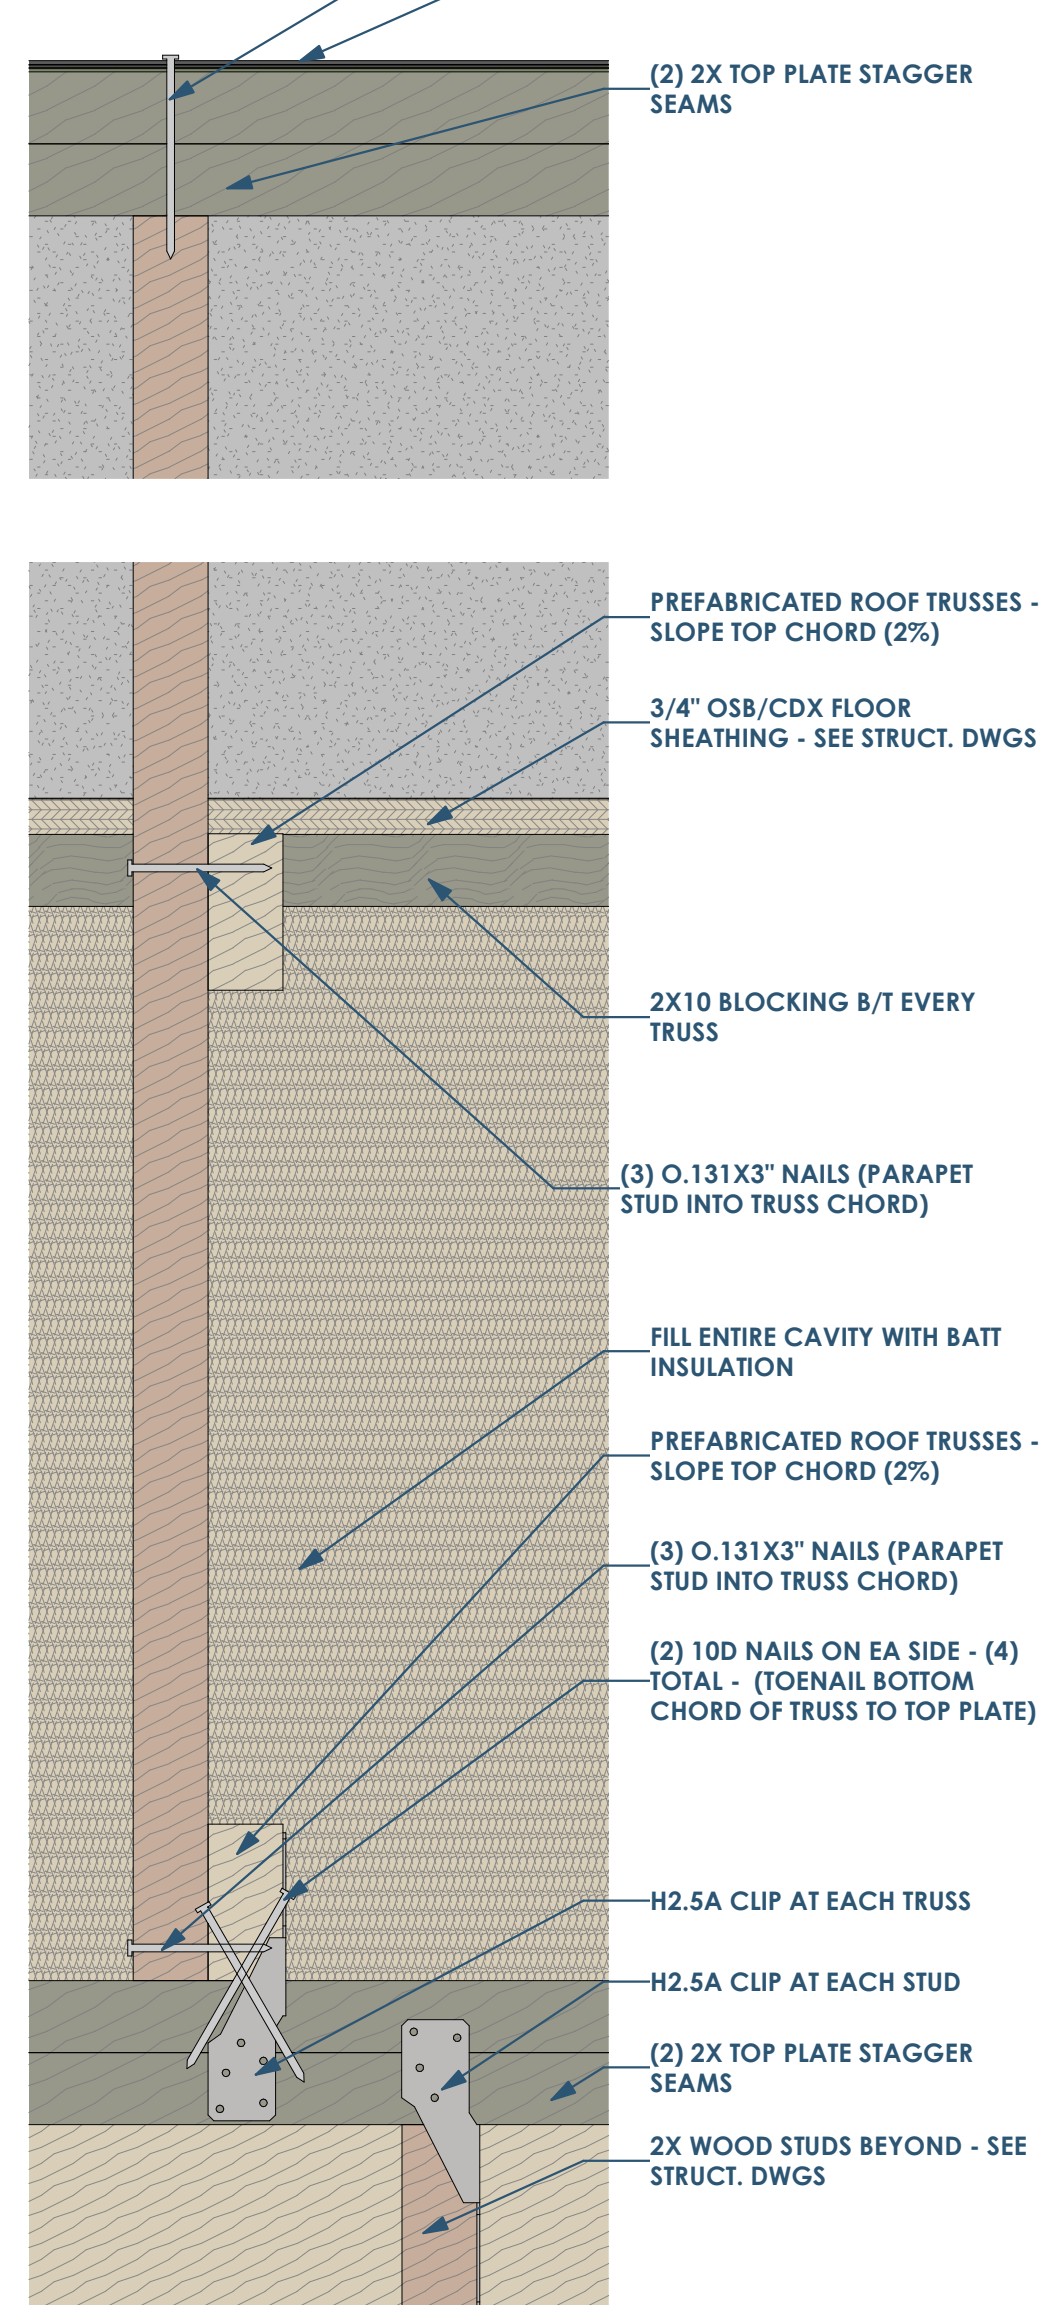 (2) 2X TOP PLATE STAGGER
SEAMS
PREFABRICATED ROOF TRUSSES -
SLOPE TOP CHORD (2%)
3/4" OSB/CDX FLOOR
SHEATHING - SEE STRUCT. DWGS
2X10 BLOCKING B/T EVERY
TRUSS
(3) O.131X3" NAILS (PARAPET
STUD INTO TRUSS CHORD)
FILL ENTIRE CAVITY WITH BATT
INSULATION
PREFABRICATED ROOF TRUSSES -
SLOPE TOP CHORD (2%)
(3) O.131X3" NAILS (PARAPET
STUD INTO TRUSS CHORD)
(2) 10D NAILS ON EA SIDE - (4)
TOTAL - (TOENAIL BOTTOM
CHORD OF TRUSS TO TOP PLATE)
H2.5A CLIP AT EACH TRUSS
H2.5A CLIP AT EACH STUD
(2) 2X TOP PLATE STAGGER
SEAMS
2X WOOD STUDS BEYOND - SEE
STRUCT. DWGS